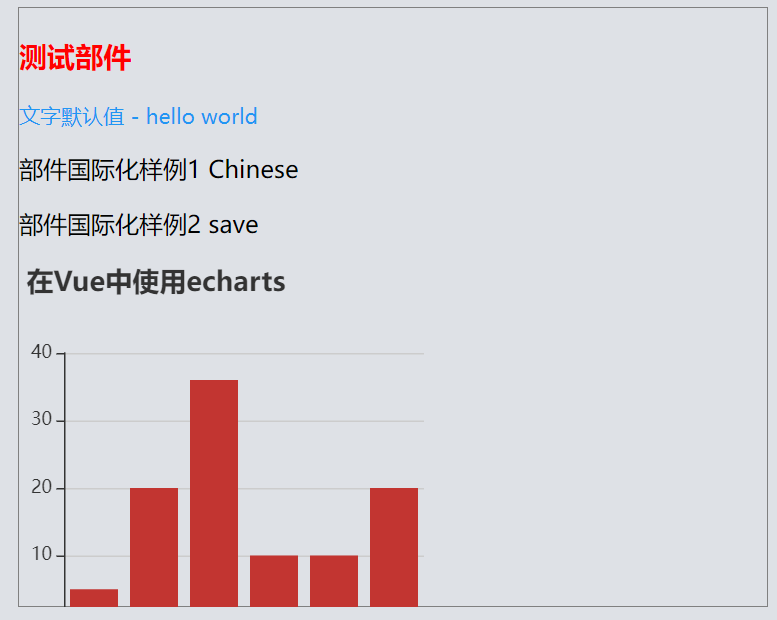 测试部件
文字默认值 - hello world
部件国际化样例1 Chinese
部件国际化样例2 save
在Vue中使用echarts
40
30
20
10